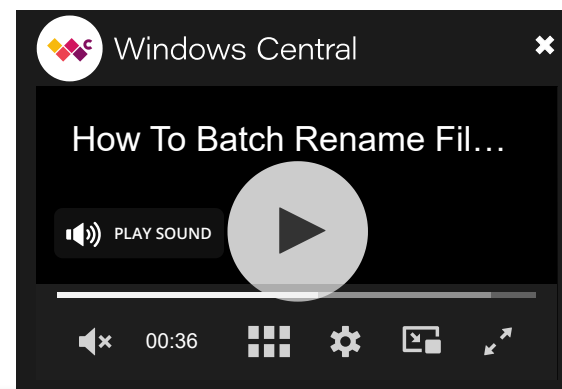 Windows Central
How To Batch Rename Fil…
PLAY SOUND
00:36